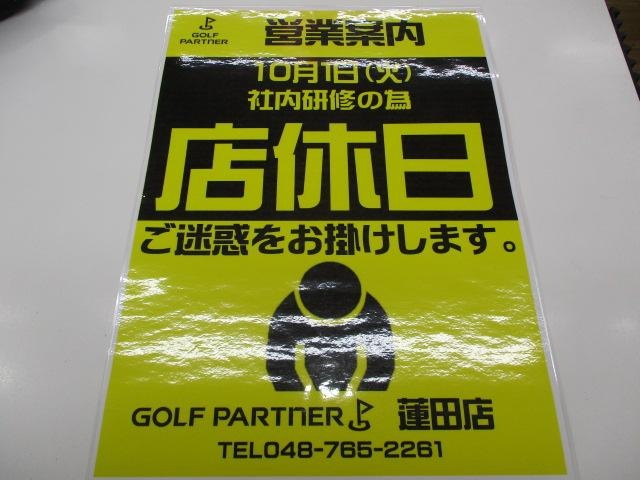 GOLF
PARTNER
営業案内
10月1日(火)
社内研修の為
店休日
ご迷惑をお掛けします。
GOLF PARTNER 蓮田店
TEL048-765-2261